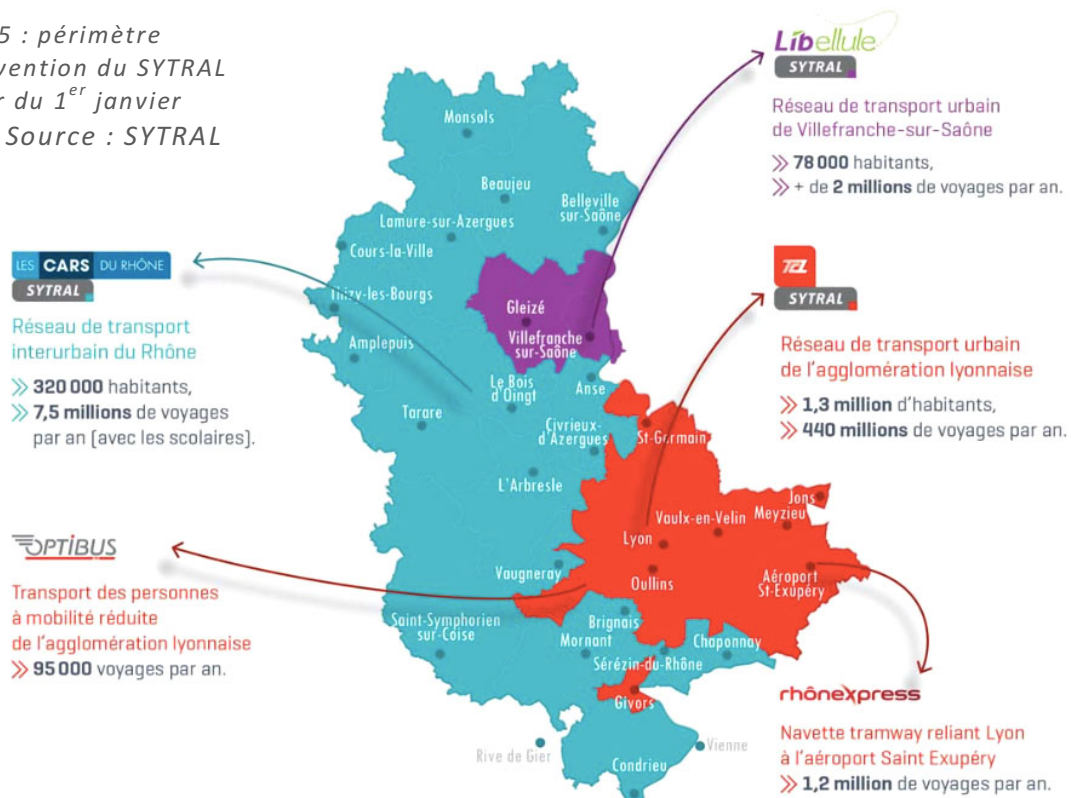 5 : périmètre
vention du SYTRAL
r du 1er janvier
Source : SYTRAL
Libellule
SYTRAL
Réseau de transport urbain
de Villefranche-sur-Saône
78 000 habitants,
+ de 2 millions de voyages par an.
LES CARS DU RHÔNE
SYTRAL
Réseau de transport
interurbain du Rhône
320 000 habitants,
7,5 millions de voyages
par an (avec les scolaires).
TCL
SYTRAL
Réseau de transport urbain
de l'agglomération lyonnaise
1,3 million d'habitants,
440 millions de voyages par an.
OPTIBUS
Transport des personnes
à mobilité réduite
de l'agglomération lyonnaise
95 000 voyages par an.
rhônexpress
Navette tramway reliant Lyon
à l'aéroport Saint Exupéry
1,2 million de voyages par an.
Monsols
Beaujeu
Belleville
sur-Saône
Lamure-sur-Azergues
Cours-la-Ville
Thizy-les-Bourgs
Gleizé
Villefranche
sur-Saône
Amplepuis
Le Bois
d'Oingt
Anse
Tarare
Civrieux-
d'Azergues
St-Germain
L'Arbresle
Jons
Meyzieu
Vaulx-en-Velin
Lyon
Vaugneray
Oullins
Aéroport
St-Exupéry
Saint-Symphorien
sur-Coise
Brignais
Mornant
Chaponnay
Sérézin-du-Rhône
Givors
Rive de Gier
Vienne
Condrieu